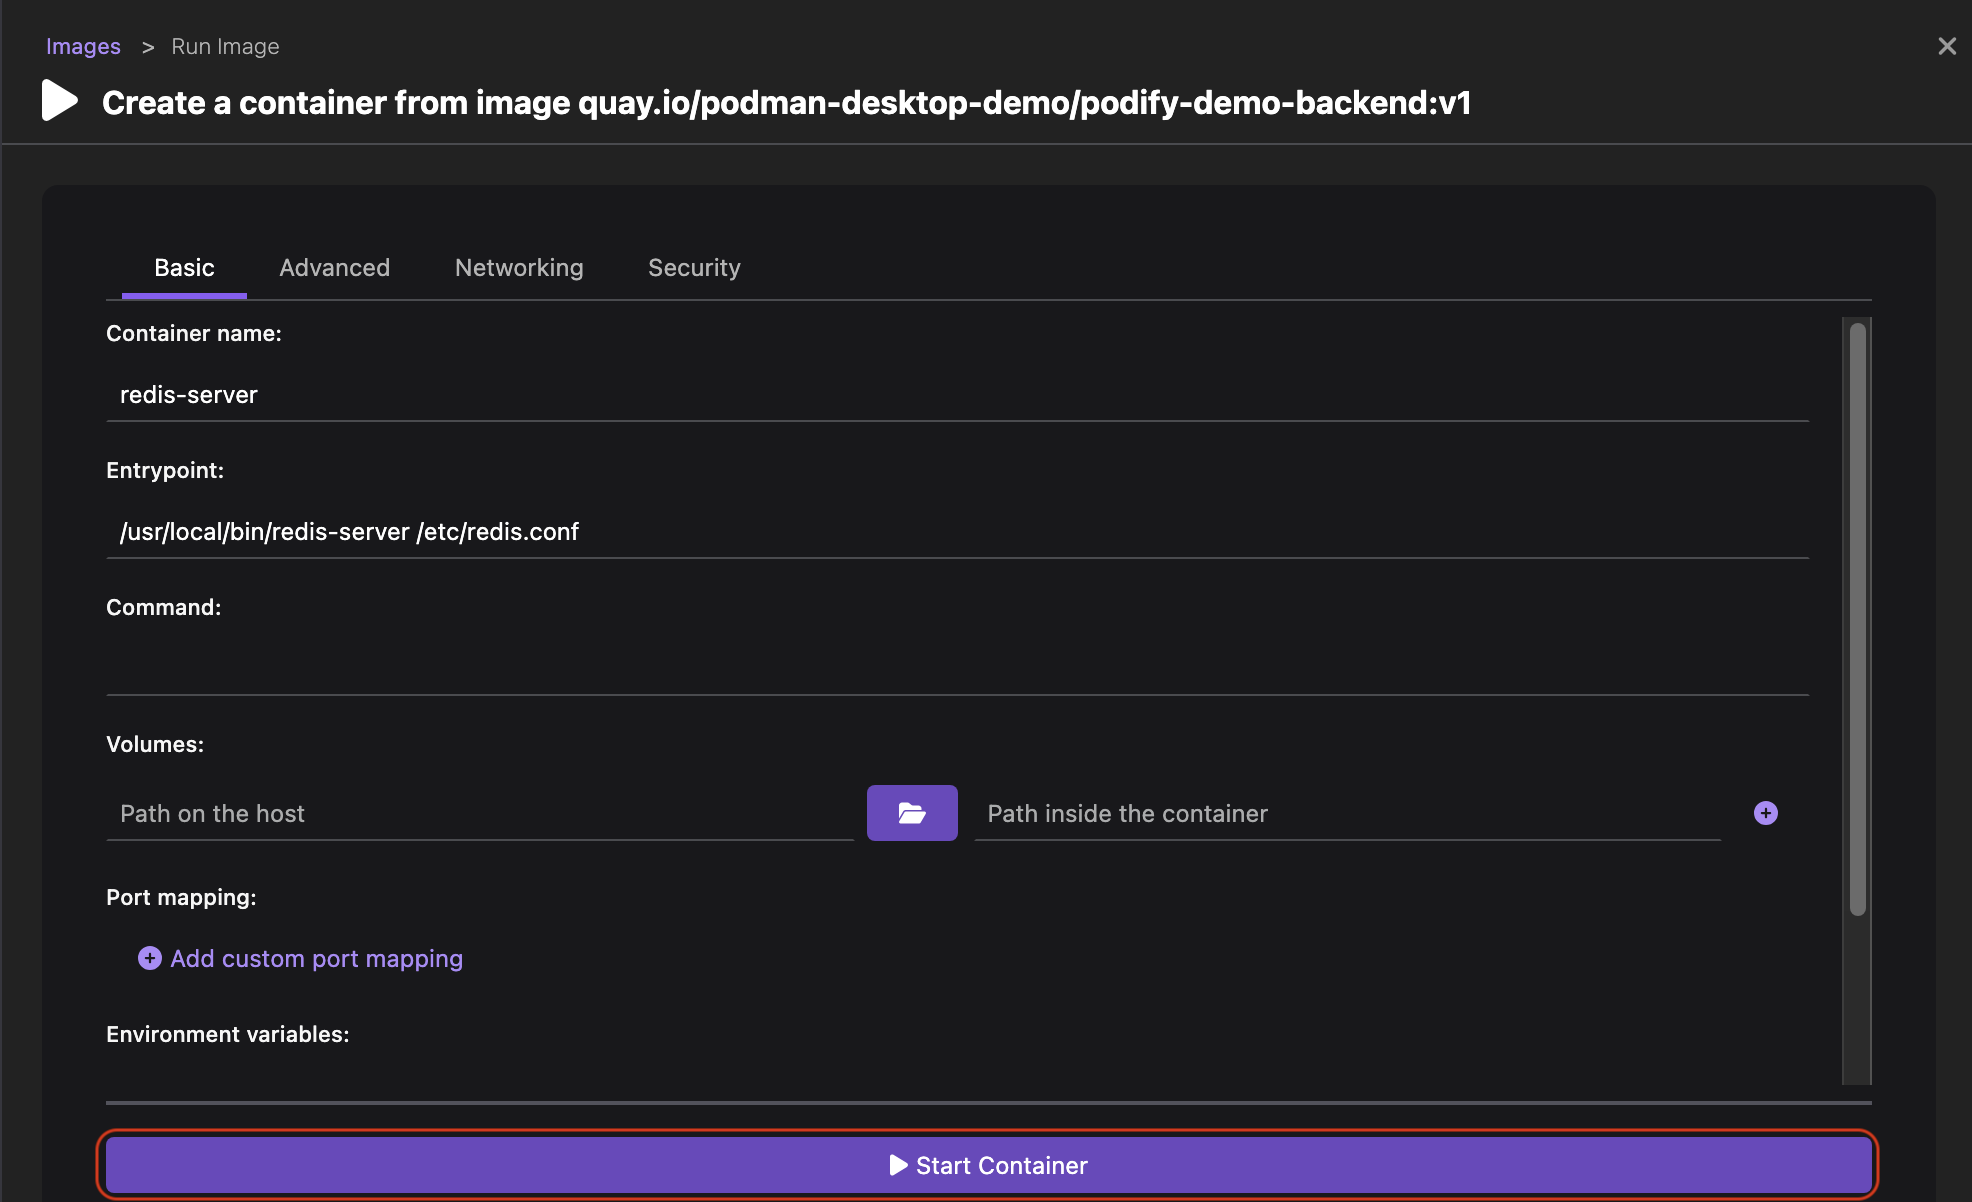 Images > Run Image
Create a container from image quay.io/podman-desktop-demo/podify-demo-backend:v1
Basic Advanced Networking Security
Container name:
redis-server
Entrypoint:
/usr/local/bin/redis-server /etc/redis.conf
Command:
Volumes:
Path on the host Path inside the container
Port mapping:
Add custom port mapping
Environment variables:
Start Container